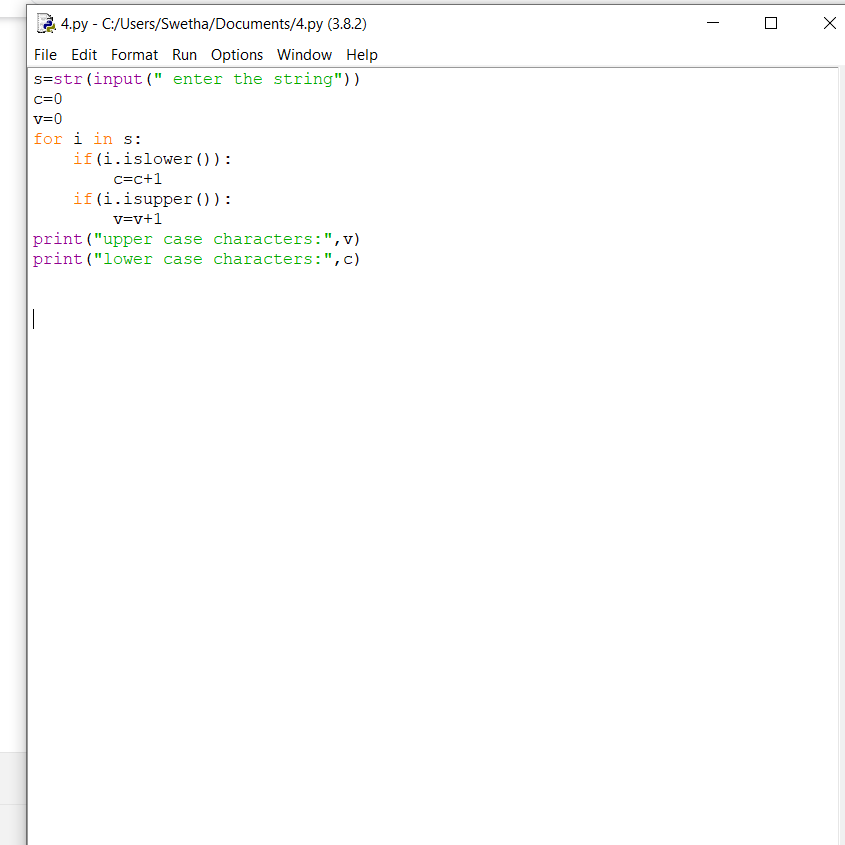 4.py - C:/Users/Swetha/Documents/4.py (3.8.2)
File Edit Format Run Options Window Help
s=str(input(" enter the string"))
c=0
v=0
for i in s:
    if(i.islower()):
        c=c+1
    if(i.isupper()):
        v=v+1
print("upper case characters:",v)
print("lower case characters:",c)